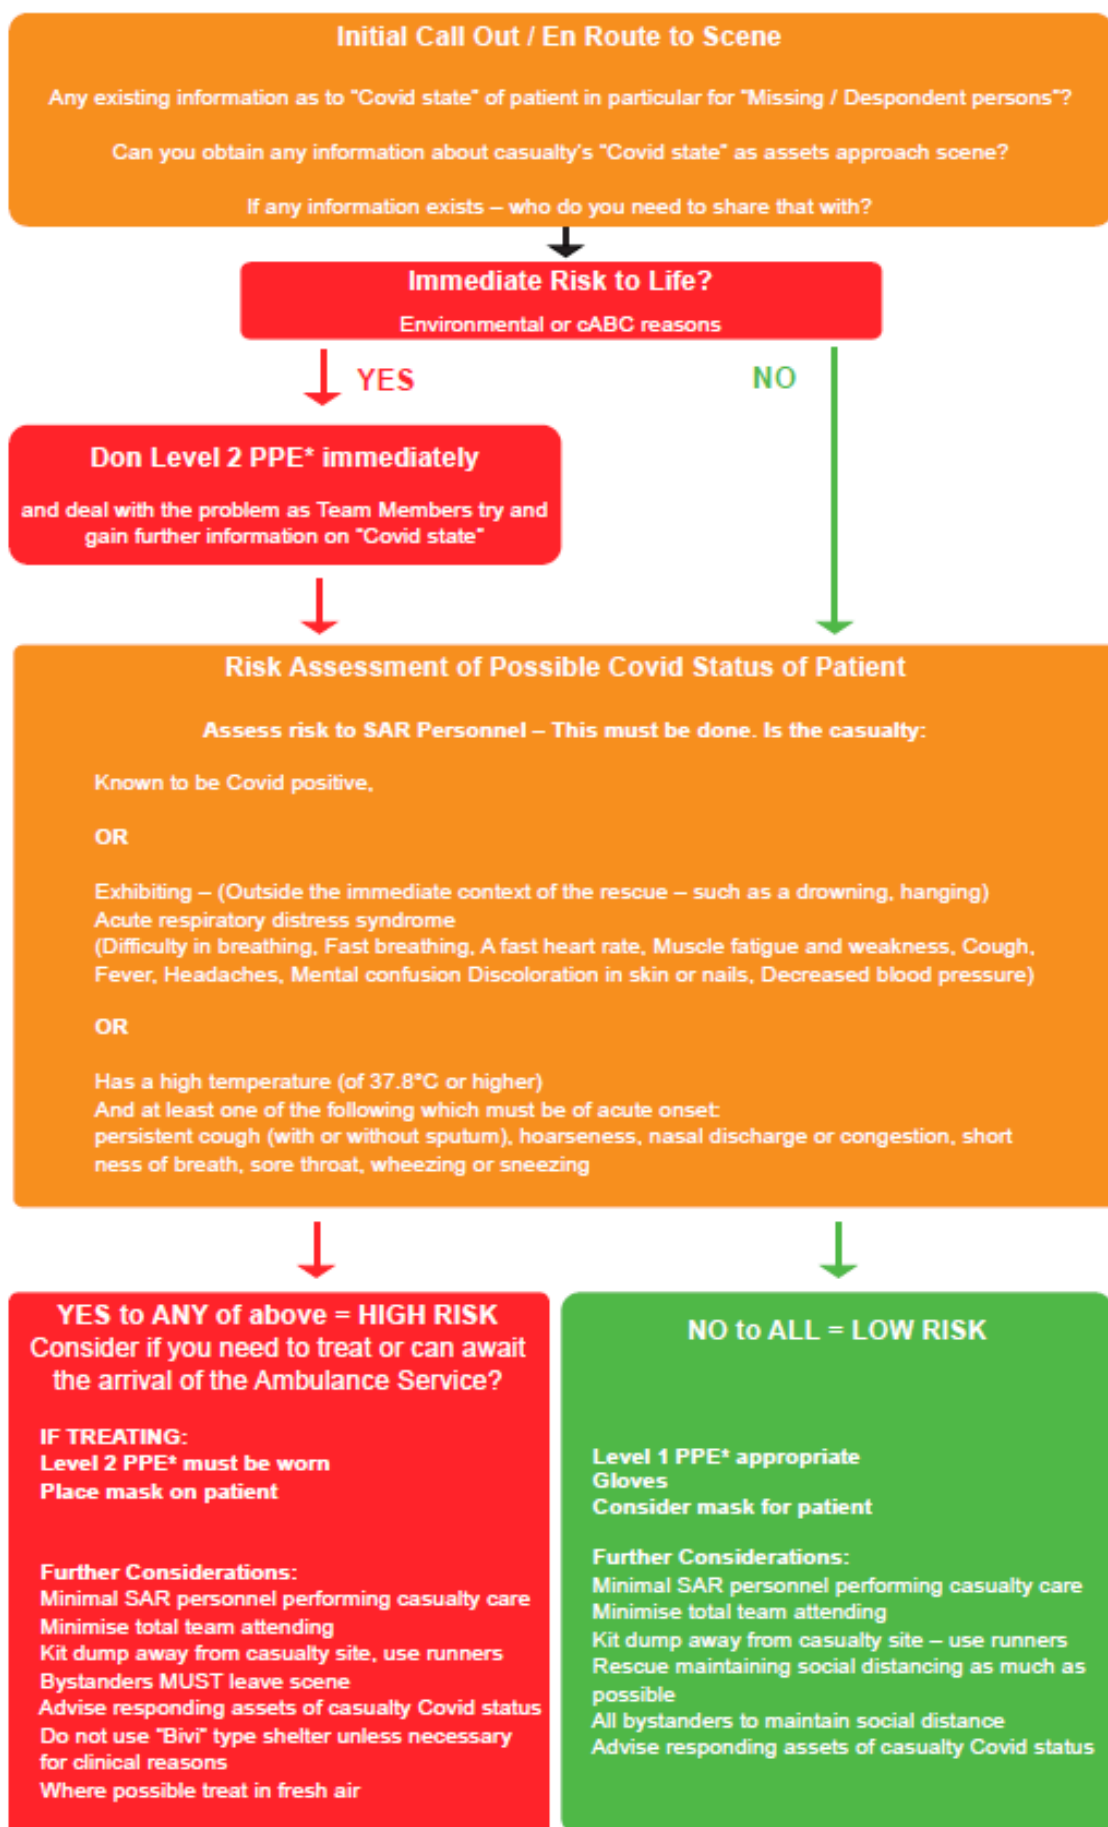 Initial Call Out / En Route to Scene
Any existing information as to "Covid state" of patient in particular for "Missing / Despondent persons"?
Can you obtain any information about casualty's "Covid state" as assets approach scene?
If any information exists – who do you need to share that with?
Immediate Risk to Life?
Environmental or cABC reasons
YES
NO
Don Level 2 PPE* immediately
and deal with the problem as Team Members try and
gain further information on "Covid state"
Risk Assessment of Possible Covid Status of Patient
Assess risk to SAR Personnel – This must be done. Is the casualty:
Known to be Covid positive,
OR
Exhibiting – (Outside the immediate context of the rescue – such as a drowning, hanging)
Acute respiratory distress syndrome
(Difficulty in breathing, Fast breathing, A fast heart rate, Muscle fatigue and weakness, Cough,
Fever, Headaches, Mental confusion Discoloration in skin or nails, Decreased blood pressure)
OR
Has a high temperature (of 37.8°C or higher)
And at least one of the following which must be of acute onset:
persistent cough (with or without sputum), hoarseness, nasal discharge or congestion, short
ness of breath, sore throat, wheezing or sneezing
YES to ANY of above = HIGH RISK
Consider if you need to treat or can await
the arrival of the Ambulance Service?
IF TREATING:
Level 2 PPE* must be worn
Place mask on patient
Further Considerations:
Minimal SAR personnel performing casualty care
Minimise total team attending
Kit dump away from casualty site, use runners
Bystanders MUST leave scene
Advise responding assets of casualty Covid status
Do not use "Bivi" type shelter unless necessary
for clinical reasons
Where possible treat in fresh air
NO to ALL = LOW RISK
Level 1 PPE* appropriate
Gloves
Consider mask for patient
Further Considerations:
Minimal SAR personnel performing casualty care
Minimise total team attending
Kit dump away from casualty site – use runners
Rescue maintaining social distancing as much as
possible
All bystanders to maintain social distance
Advise responding assets of casualty Covid status